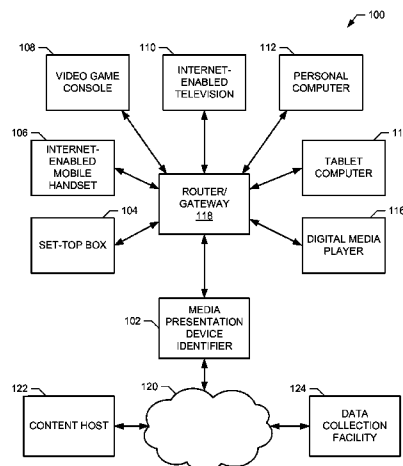 100
108
110
112
VIDEO GAME
CONSOLE
INTERNET-
ENABLED
TELEVISION
PERSONAL
COMPUTER
106
INTERNET-
ENABLED
MOBILE
HANDSET
ROUTER/
GATEWAY
118
11
TABLET
COMPUTER
104
SET-TOP BOX
116
DIGITAL MEDIA
PLAYER
102
MEDIA
PRESENTATION
DEVICE
IDENTIFIER
122
CONTENT HOST
120
124
DATA
COLLECTION
FACILITY